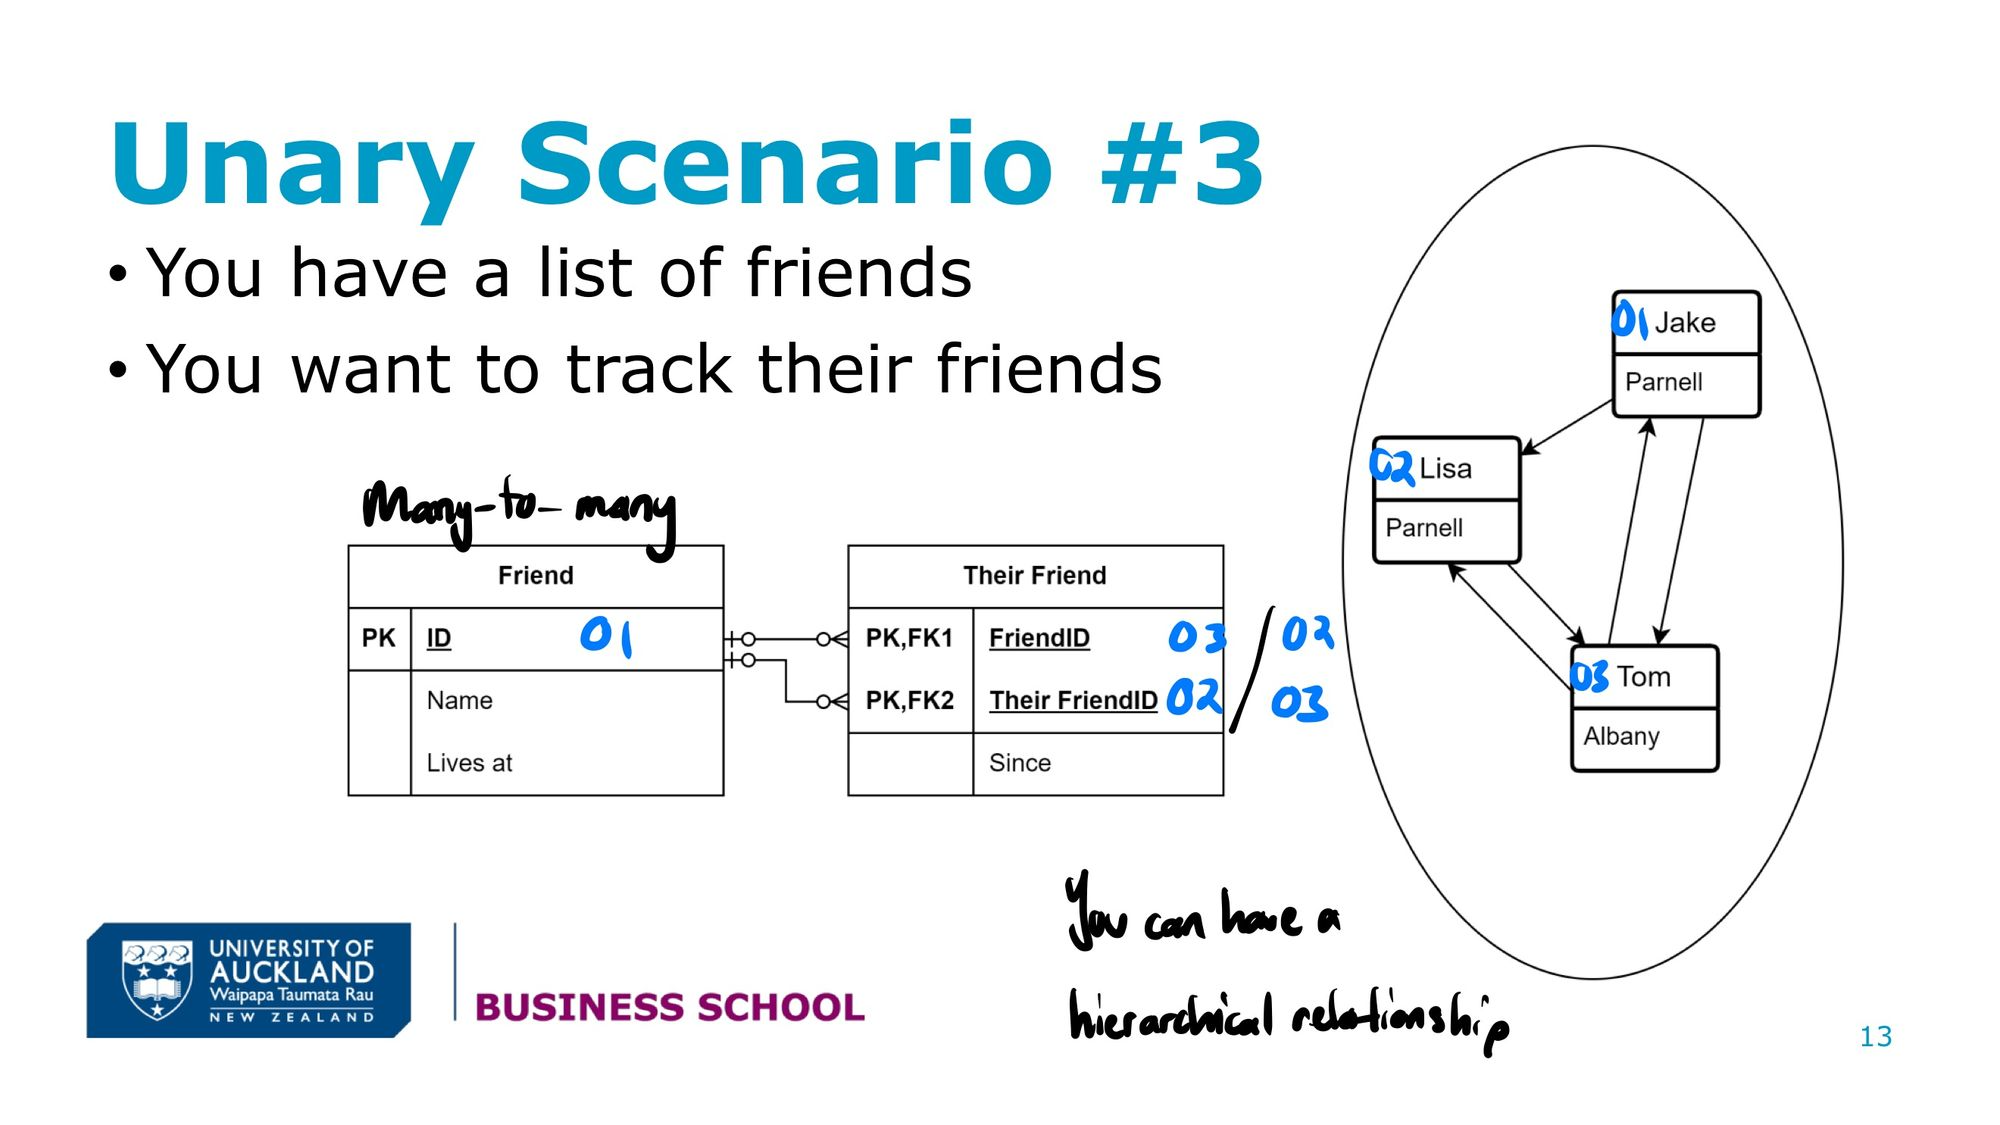 Unary Scenario #3
• You have a list of friends
• You want to track their friends
Many-to-many
Friend
PK ID 01
Name
Lives at
Their Friend
PK,FK1 FriendID 03 / 02
PK,FK2 Their FriendID 02 / 03
Since
01 Jake
Parnell
02 Lisa
Parnell
03 Tom
Albany
You can have a
hierarchical relationship
UNIVERSITY OF
AUCKLAND
Waipapa Taumata Rau
NEW ZEALAND
BUSINESS SCHOOL
13